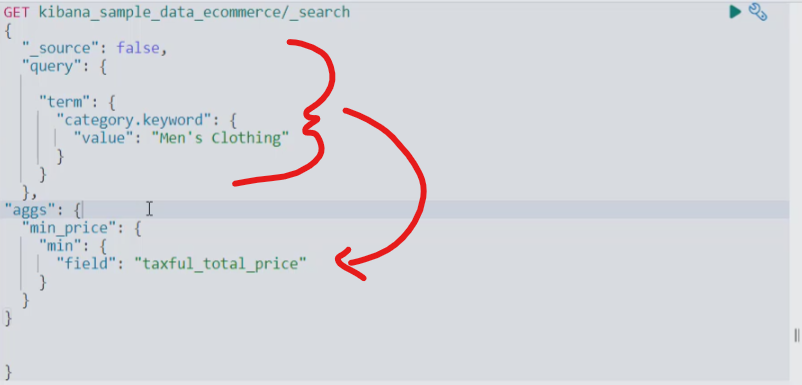 GET kibana_sample_data_ecommerce/_search
{
  "_source": false,
  "query": {
    "term": {
      "category.keyword": {
        "value": "Men's Clothing"
      }
    }
  },
"aggs": {
  "min_price": {
    "min": {
      "field": "taxful_total_price"
    }
  }
}
}